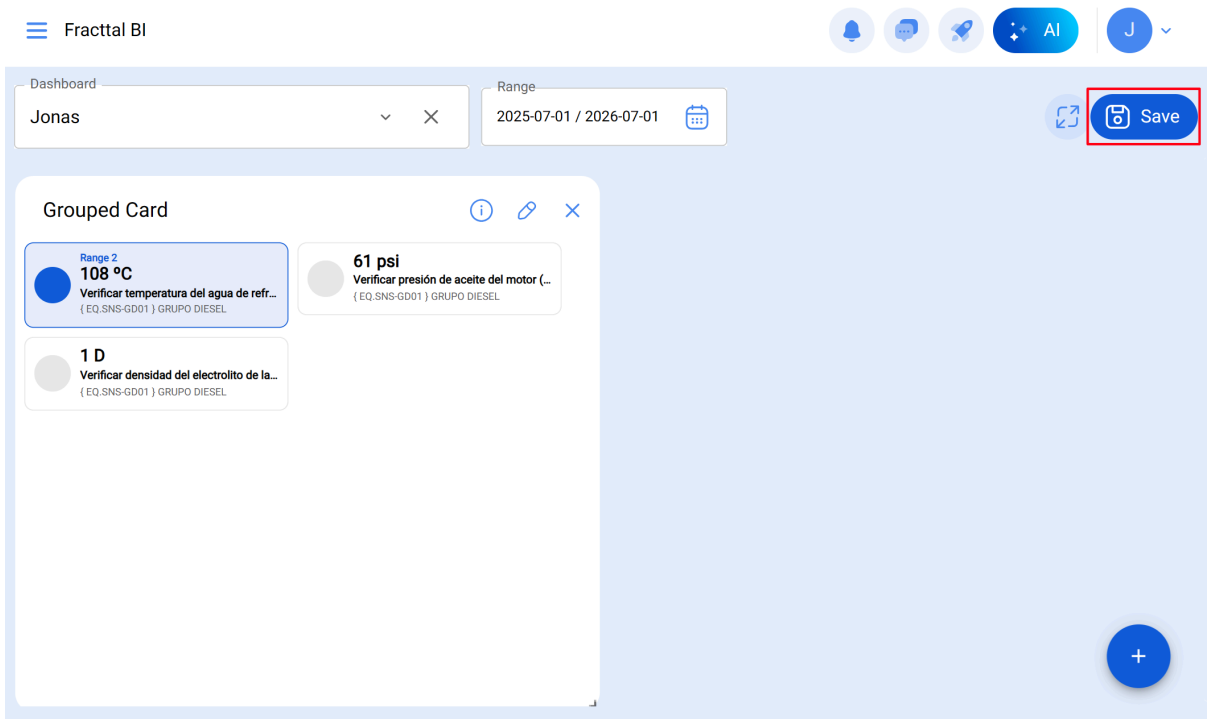 Fracttal BI
AI
J
Dashboard
Jonas
Range
2025-07-01 / 2026-07-01
Save
Grouped Card
Range 2
108 ºC
Verificar temperatura del agua de refr...
{ EQ.SNS-GD01 } GRUPO DIESEL
61 psi
Verificar presión de aceite del motor (...
{ EQ.SNS-GD01 } GRUPO DIESEL
1 D
Verificar densidad del electrolito de la...
{ EQ.SNS-GD01 } GRUPO DIESEL